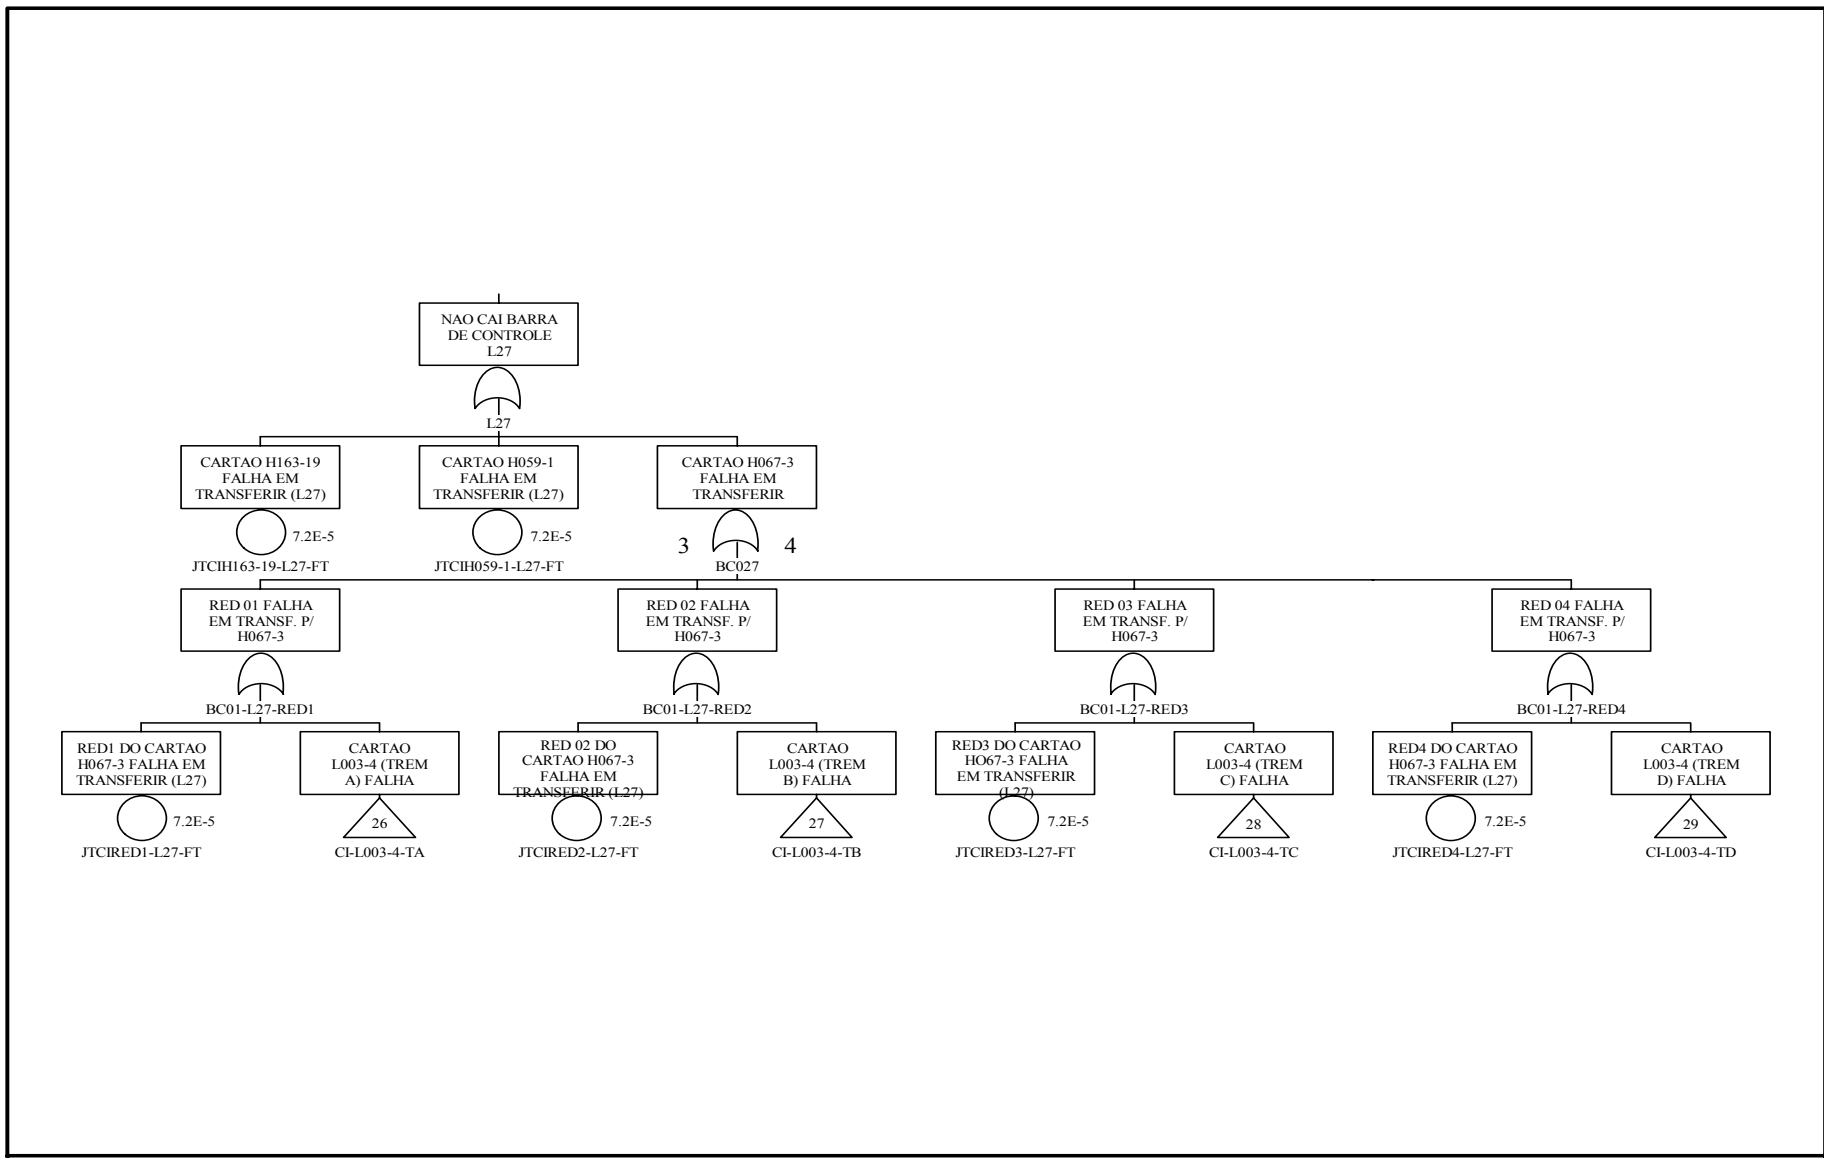 NAO CAI BARRA
DE CONTROLE
L27
L27
CARTAO H163-19
FALHA EM
TRANSFERIR (L27)
7.2E-5
JTCIH163-19-L27-FT
CARTAO H059-1
FALHA EM
TRANSFERIR (L27)
7.2E-5
JTCIH059-1-L27-FT
CARTAO H067-3
FALHA EM
TRANSFERIR
3
4
BC027
RED 01 FALHA
EM TRANSF. P/
H067-3
BC01-L27-RED1
RED 02 FALHA
EM TRANSF. P/
H067-3
BC01-L27-RED2
RED 03 FALHA
EM TRANSF. P/
H067-3
BC01-L27-RED3
RED 04 FALHA
EM TRANSF. P/
H067-3
BC01-L27-RED4
RED1 DO CARTAO
H067-3 FALHA EM
TRANSFERIR (L27)
7.2E-5
JTCIRED1-L27-FT
CARTAO
L003-4 (TREM
A) FALHA
26
CI-L003-4-TA
RED 02 DO
CARTAO H067-3
FALHA EM
TRANSFERIR (L27)
7.2E-5
JTCIRED2-L27-FT
CARTAO
L003-4 (TREM
B) FALHA
27
CI-L003-4-TB
RED3 DO CARTAO
HO67-3 FALHA
EM TRANSFERIR
(L27)
7.2E-5
JTCIRED3-L27-FT
CARTAO
L003-4 (TREM
C) FALHA
28
CI-L003-4-TC
RED4 DO CARTAO
H067-3 FALHA EM
TRANSFERIR (L27)
7.2E-5
JTCIRED4-L27-FT
CARTAO
L003-4 (TREM
D) FALHA
29
CI-L003-4-TD